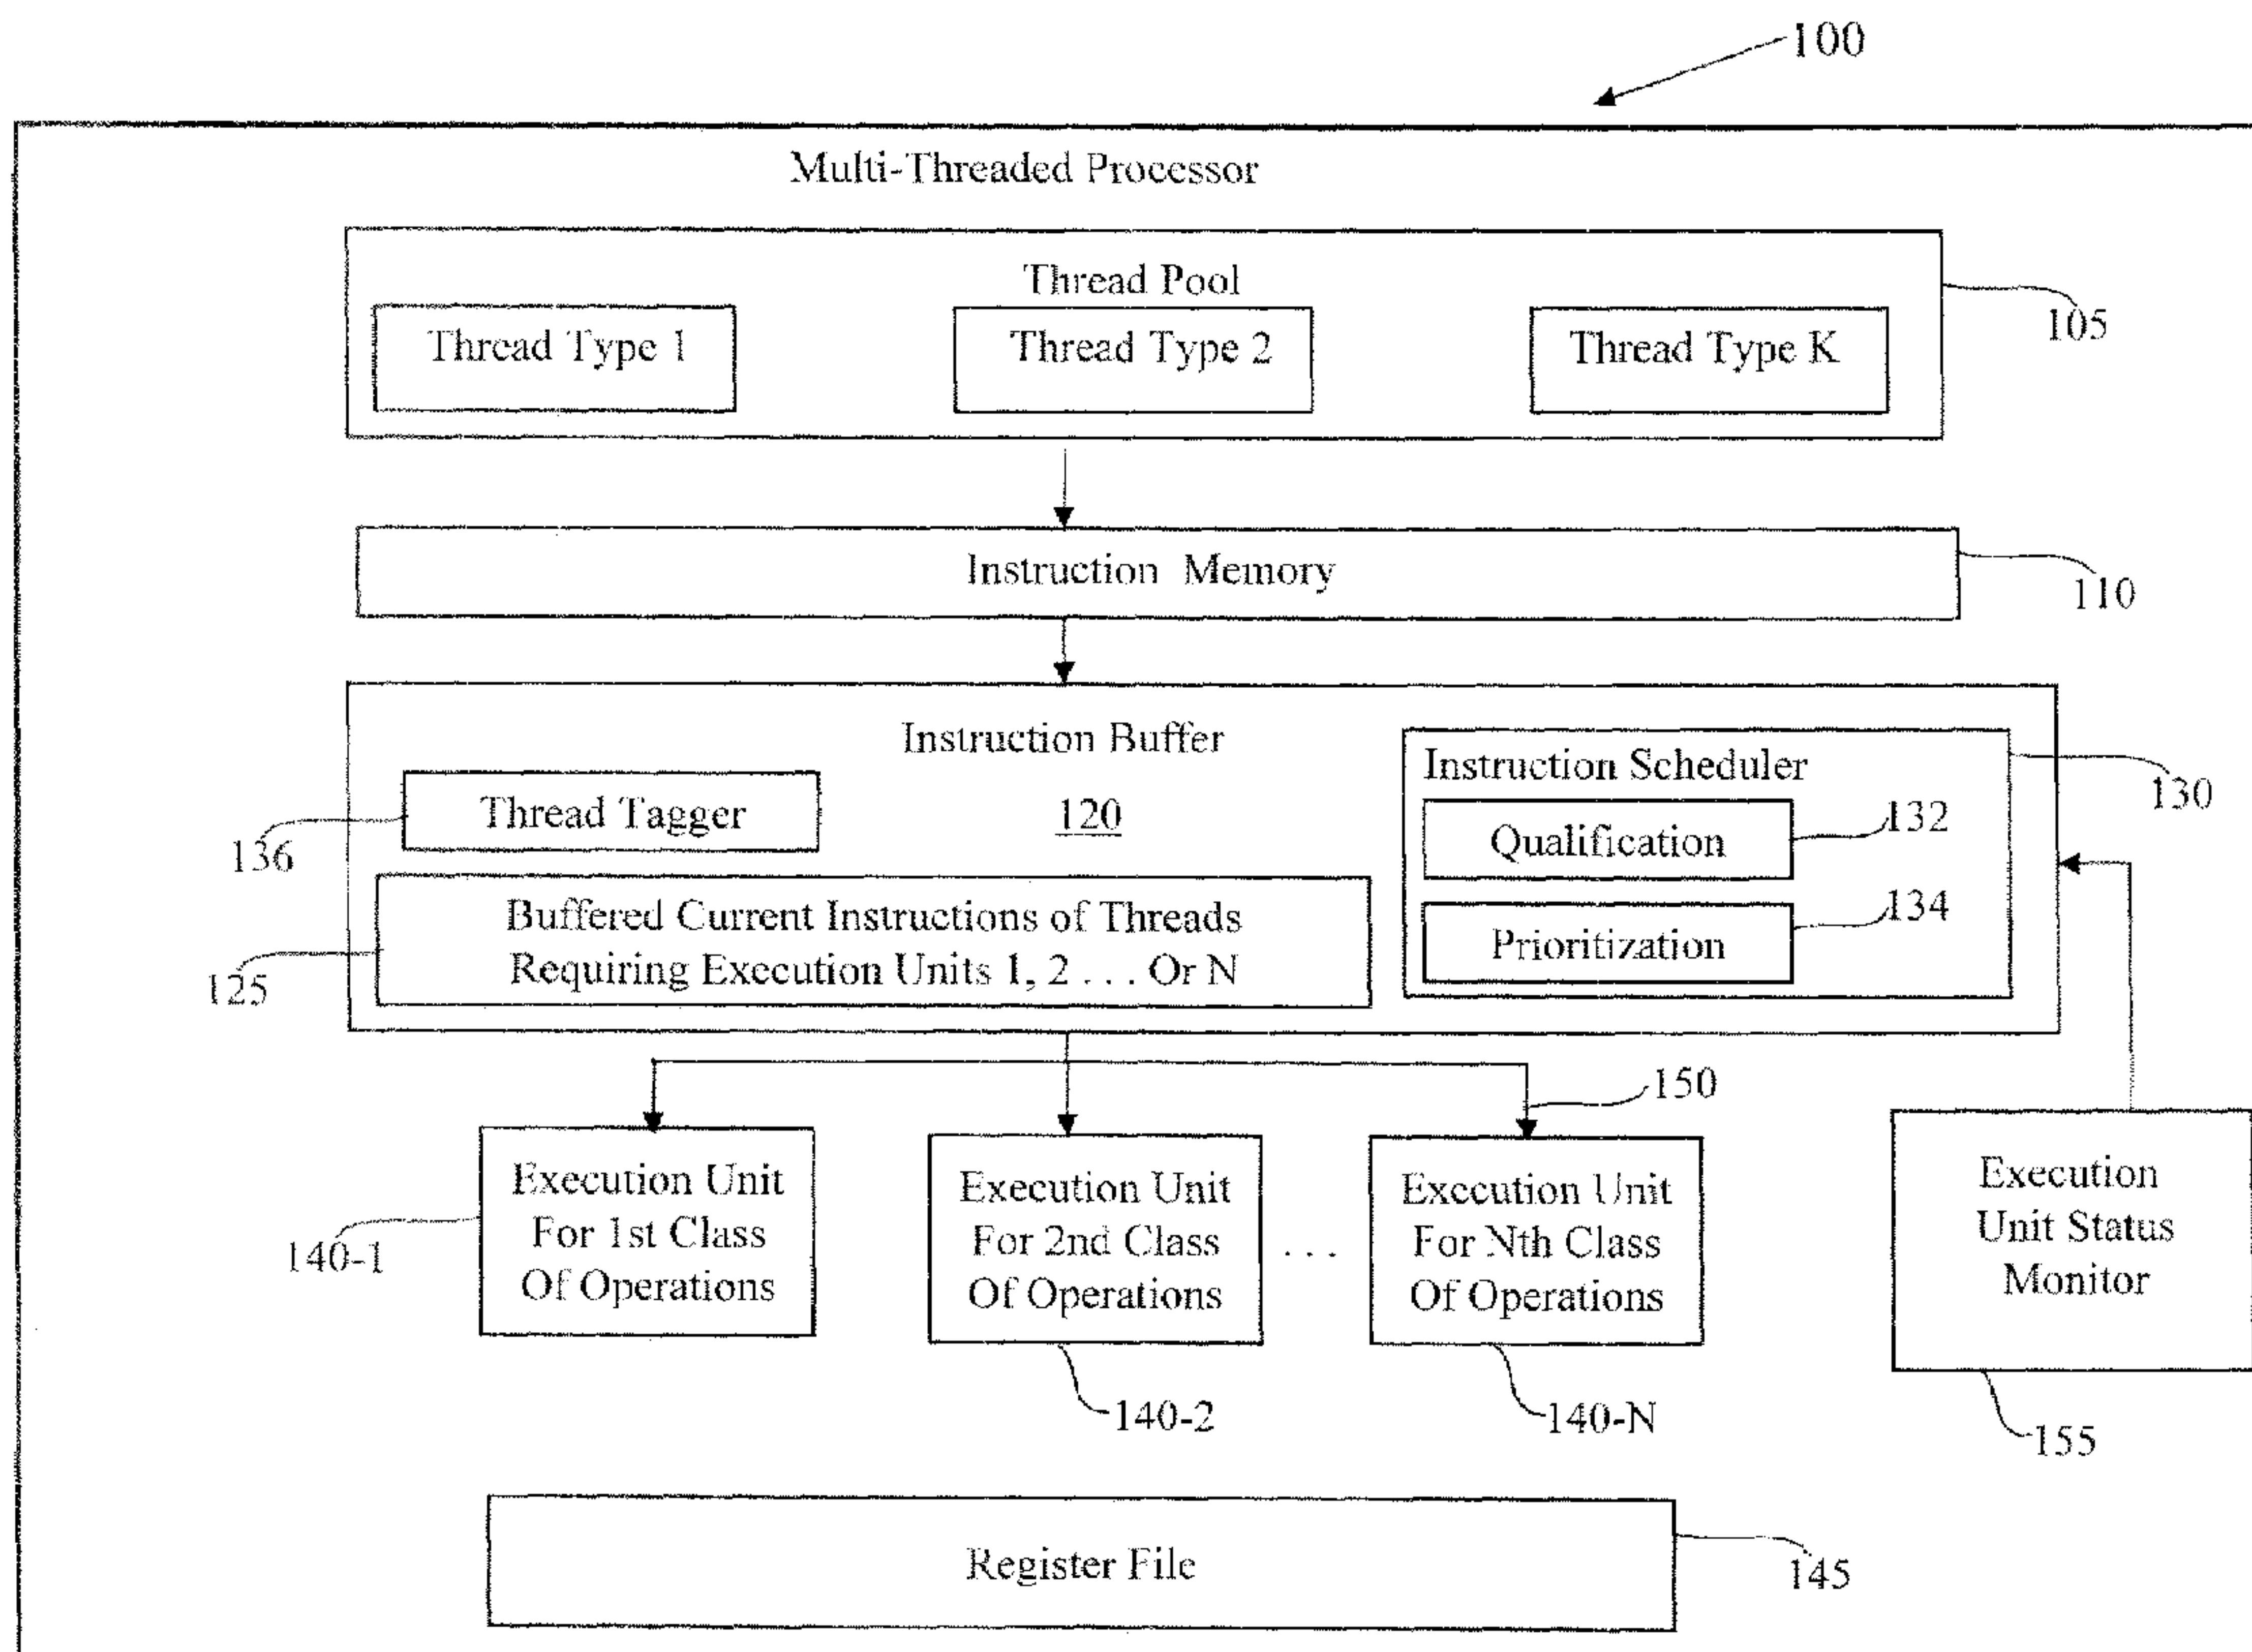 100
Multi-Threaded Processor
Thread Pool
Thread Type 1
Thread Type 2
Thread Type K
105
Instruction Memory
110
Instruction Buffer
120
Thread Tagger
136
Buffered Current Instructions of Threads
Requiring Execution Units 1, 2 . . . Or N
125
Instruction Scheduler
130
Qualification
132
Prioritization
134
150
Execution Unit
For 1st Class
Of Operations
140-1
Execution Unit
For 2nd Class
Of Operations
140-2
. . .
Execution Unit
For Nth Class
Of Operations
140-N
Execution
Unit Status
Monitor
155
Register File
145